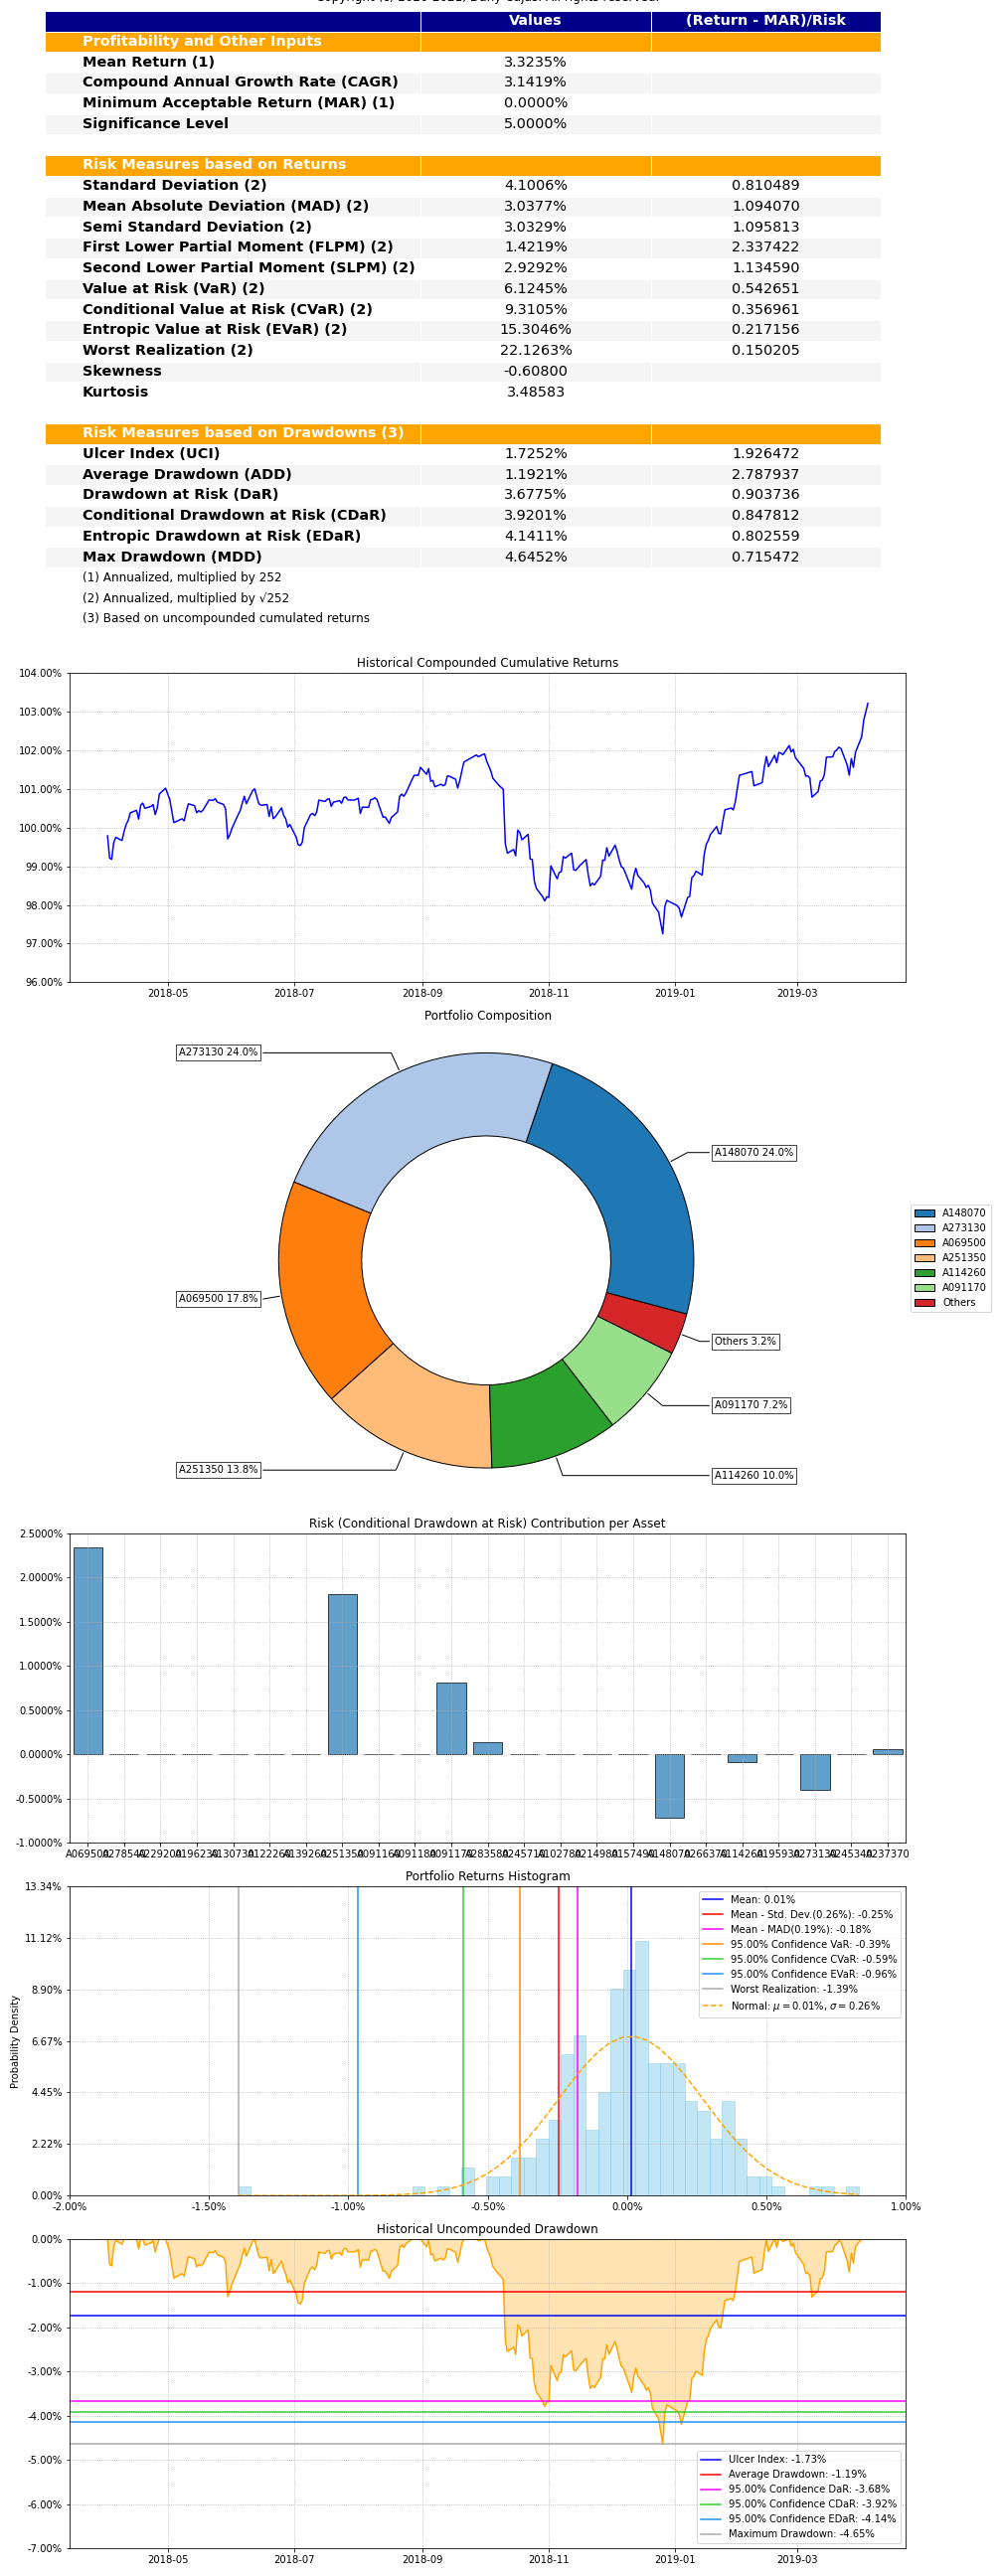 Values (Return - MAR)/Risk
Profitability and Other Inputs
Mean Return (1) 3.3235%
Compound Annual Growth Rate (CAGR) 3.1419%
Minimum Acceptable Return (MAR) (1) 0.0000%
Significance Level 5.0000%
Risk Measures based on Returns
Standard Deviation (2) 4.1006% 0.810489
Mean Absolute Deviation (MAD) (2) 3.0377% 1.094070
Semi Standard Deviation (2) 3.0329% 1.095813
First Lower Partial Moment (FLPM) (2) 1.4219% 2.337422
Second Lower Partial Moment (SLPM) (2) 2.9292% 1.134590
Value at Risk (VaR) (2) 6.1245% 0.542651
Conditional Value at Risk (CVaR) (2) 9.3105% 0.356961
Entropic Value at Risk (EVaR) (2) 15.3046% 0.217156
Worst Realization (2) 22.1263% 0.150205
Skewness -0.60800
Kurtosis 3.48583
Risk Measures based on Drawdowns (3)
Ulcer Index (UCI) 1.7252% 1.926472
Average Drawdown (ADD) 1.1921% 2.787937
Drawdown at Risk (DaR) 3.6775% 0.903736
Conditional Drawdown at Risk (CDaR) 3.9201% 0.847812
Entropic Drawdown at Risk (EDaR) 4.1411% 0.802559
Max Drawdown (MDD) 4.6452% 0.715472
(1) Annualized, multiplied by 252
(2) Annualized, multiplied by √252
(3) Based on uncompounded cumulated returns
Historical Compounded Cumulative Returns
104.00%
103.00%
102.00%
101.00%
100.00%
99.00%
98.00%
97.00%
96.00%
2018-05 2018-07 2018-09 2018-11 2019-01 2019-03
Portfolio Composition
A273130 24.0%
A148070 24.0%
A069500 17.8%
Others 3.2%
A091170 7.2%
A251350 13.8%
A114260 10.0%
A148070
A273130
A069500
A251350
A114260
A091170
Others
Risk (Conditional Drawdown at Risk) Contribution per Asset
2.5000%
2.0000%
1.5000%
1.0000%
0.5000%
0.0000%
-0.5000%
-1.0000%
A237370
Portfolio Returns Histogram
Probability Density
13.34%
11.12%
8.90%
6.67%
4.45%
2.22%
0.00%
-2.00% -1.50% -1.00% -0.50% 0.00% 0.50% 1.00%
Mean: 0.01%
Mean - Std. Dev.(0.26%): -0.25%
Mean - MAD(0.19%): -0.18%
95.00% Confidence VaR: -0.39%
95.00% Confidence CVaR: -0.59%
95.00% Confidence EVaR: -0.96%
Worst Realization: -1.39%
Normal: μ = 0.01%, σ = 0.26%
Historical Uncompounded Drawdown
0.00%
-1.00%
-2.00%
-3.00%
-4.00%
-5.00%
-6.00%
-7.00%
Ulcer Index: -1.73%
Average Drawdown: -1.19%
95.00% Confidence DaR: -3.68%
95.00% Confidence CDaR: -3.92%
95.00% Confidence EDaR: -4.14%
Maximum Drawdown: -4.65%
2018-05 2018-07 2018-09 2018-11 2019-01 2019-03